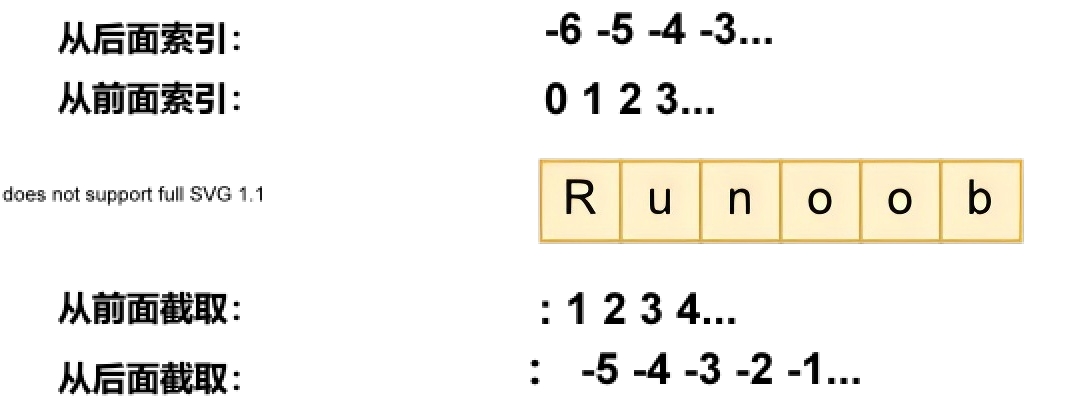 从后面索引: -6 -5 -4 -3...
从前面索引: 0 1 2 3...
R u n o o b
does not support full SVG 1.1
从前面截取: : 1 2 3 4...
从后面截取: : -5 -4 -3 -2 -1...